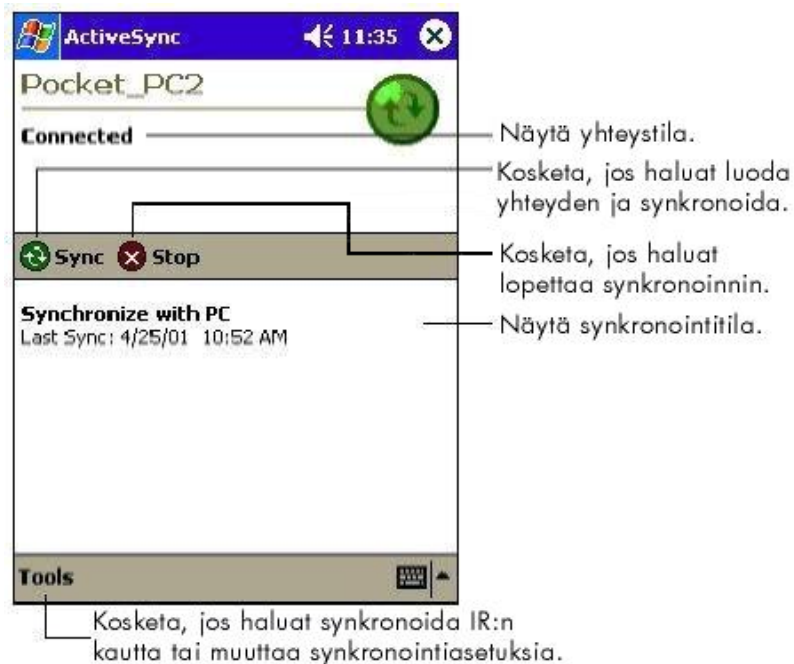 ActiveSync 11:35
Pocket_PC2
Connected
Näytä yhteystila.
Kosketa, jos haluat luoda
yhteyden ja synkronoida.
Sync Stop
Kosketa, jos haluat
lopettaa synkronoinnin.
Synchronize with PC
Last Sync: 4/25/01 10:52 AM
Näytä synkronointitila.
Tools
Kosketa, jos haluat synkronoida IR:n
kautta tai muuttaa synkronointiasetuksia.